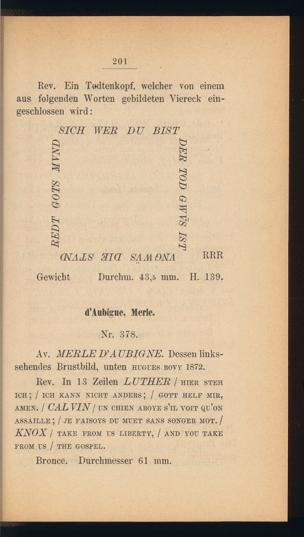 201
Rev. Ein Todtenkopf, welcher von einem
aus folgenden Worten gebildeten Viereck ein-
geschlossen wird:
SICH WER DU BIST
DER TOD GWVS IST
VNGWVS DIE STVND
REDT GOTS MVND
RRR
Gewicht Durchm. 43,5 mm. H. 139.
d'Aubigne, Merle.
Nr. 378.
Av. MERLE D'AUBIGNE. Dessen links-
sehendes Brustbild, unten HUGUES BOVY 1872.
Rev. In 13 Zeilen LUTHER / HIER STEH
ICH; / ICH KANN NICHT ANDERS; / GOTT HELF MIR,
AMEN. / CALVIN / UN CHIEN ABOYE S'IL VOIT QU'ON
ASSAILLE; / JE FAISOYS DU MUET SANS SONGER MOT. /
KNOX / TAKE FROM US LIBERTY, / AND YOU TAKE
FROM US / THE GOSPEL.
Bronce. Durchmesser 61 mm.